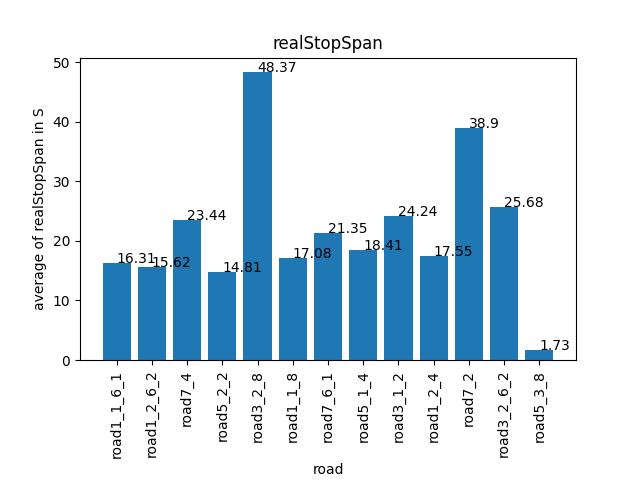 realStopSpan
average of realStopSpan in S
50
40
30
20
10
0
16.31
15.62
23.44
14.81
48.37
17.08
21.35
18.41
24.24
17.55
38.9
25.68
1.73
road1_1_6_1
road1_2_6_2
road7_4
road5_2_2
road3_2_8
road1_1_8
road7_6_1
road5_1_4
road3_1_2
road1_2_4
road7_2
road3_2_6_2
road5_3_8
road